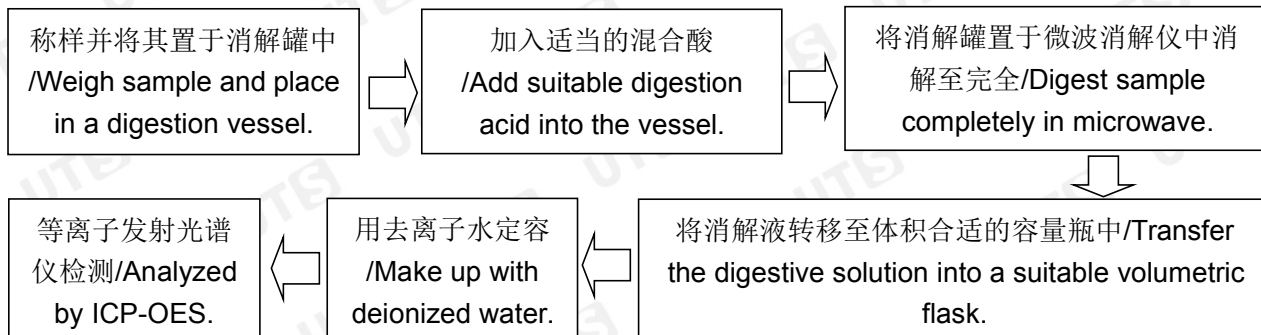 称样并将其置于消解罐中
/Weigh sample and place
in a digestion vessel.
加入适当的混合酸
/Add suitable digestion
acid into the vessel.
将消解罐置于微波消解仪中消
解至完全/Digest sample
completely in microwave.
将消解液转移至体积合适的容量瓶中/Transfer
the digestive solution into a suitable volumetric
flask.
用去离子水定容
/Make up with
deionized water.
等离子发射光谱
仪检测/Analyzed
by ICP-OES.